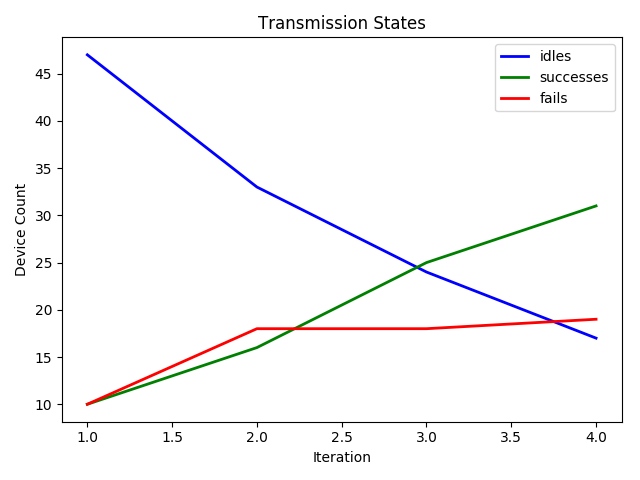 Transmission States
idles
successes
fails
Device Count
45
40
35
30
25
20
15
10
1.0 1.5 2.0 2.5 3.0 3.5 4.0
Iteration